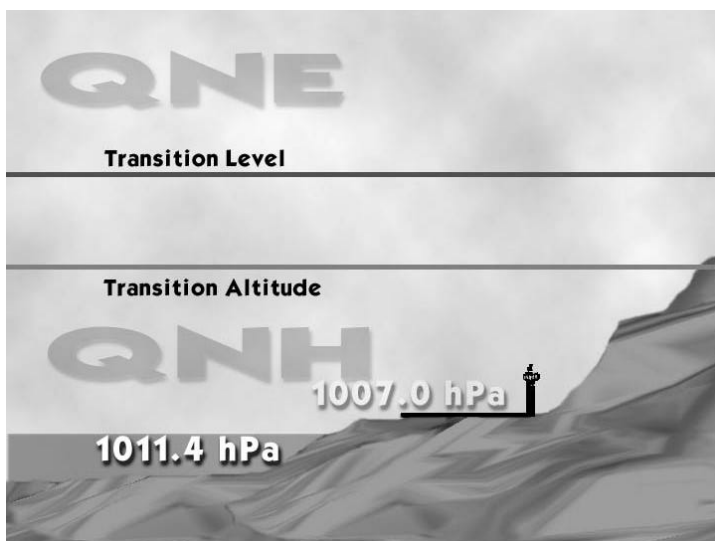 QNE
Transition Level
Transition Altitude
QNH
1007.0 hPa
1011.4 hPa